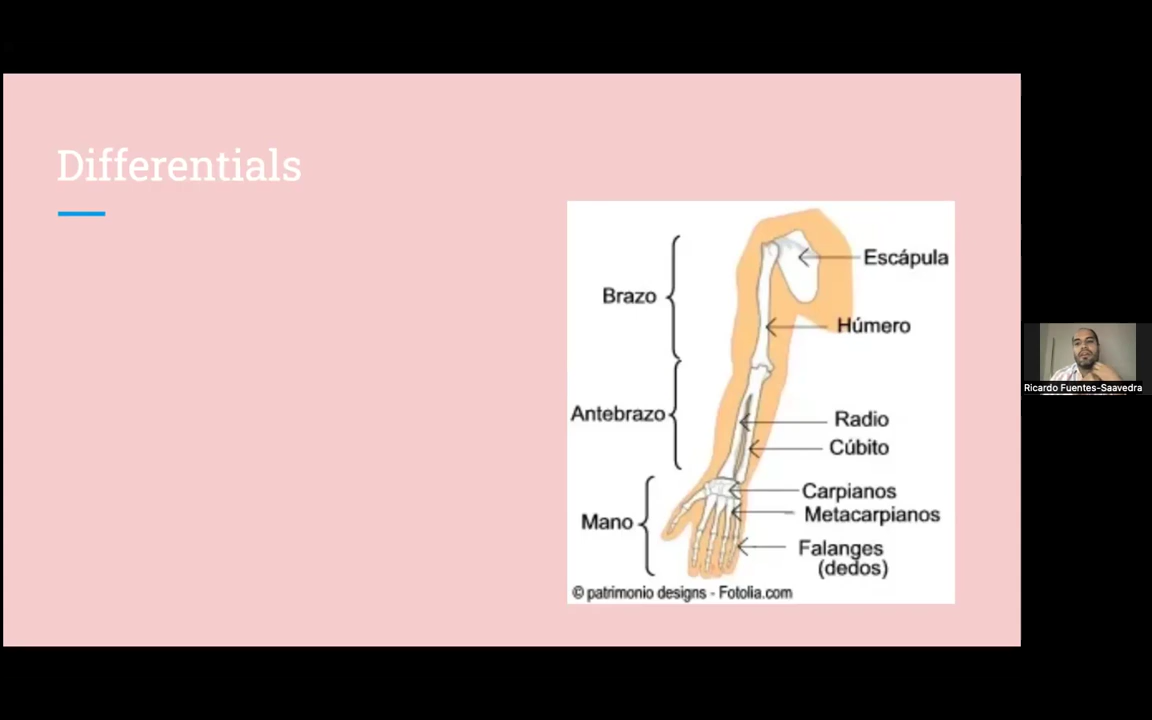 Differentials
Escápula
Brazo
Húmero
Antebrazo
Radio
Cúbito
Carpianos
Metacarpianos
Mano
Falanges
(dedos)
© patrimonio designs - Fotolia.com
Ricardo Fuentes-Saavedra